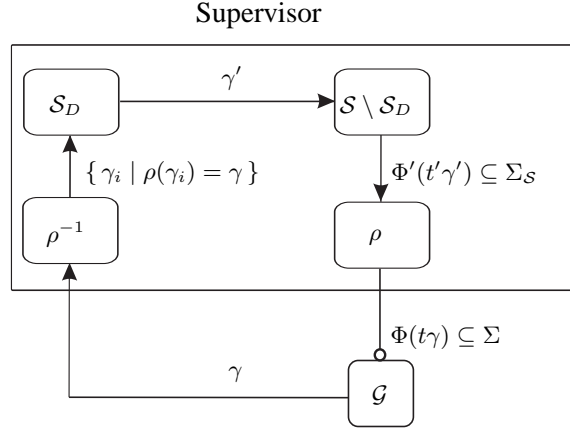 Supervisor
γ′
𝒮_D
𝒮 \ 𝒮_D
{ γ_i | ρ(γ_i) = γ }
Φ′(t′γ′) ⊆ Σ_𝒮
ρ⁻¹
ρ
Φ(tγ) ⊆ Σ
γ
𝒢